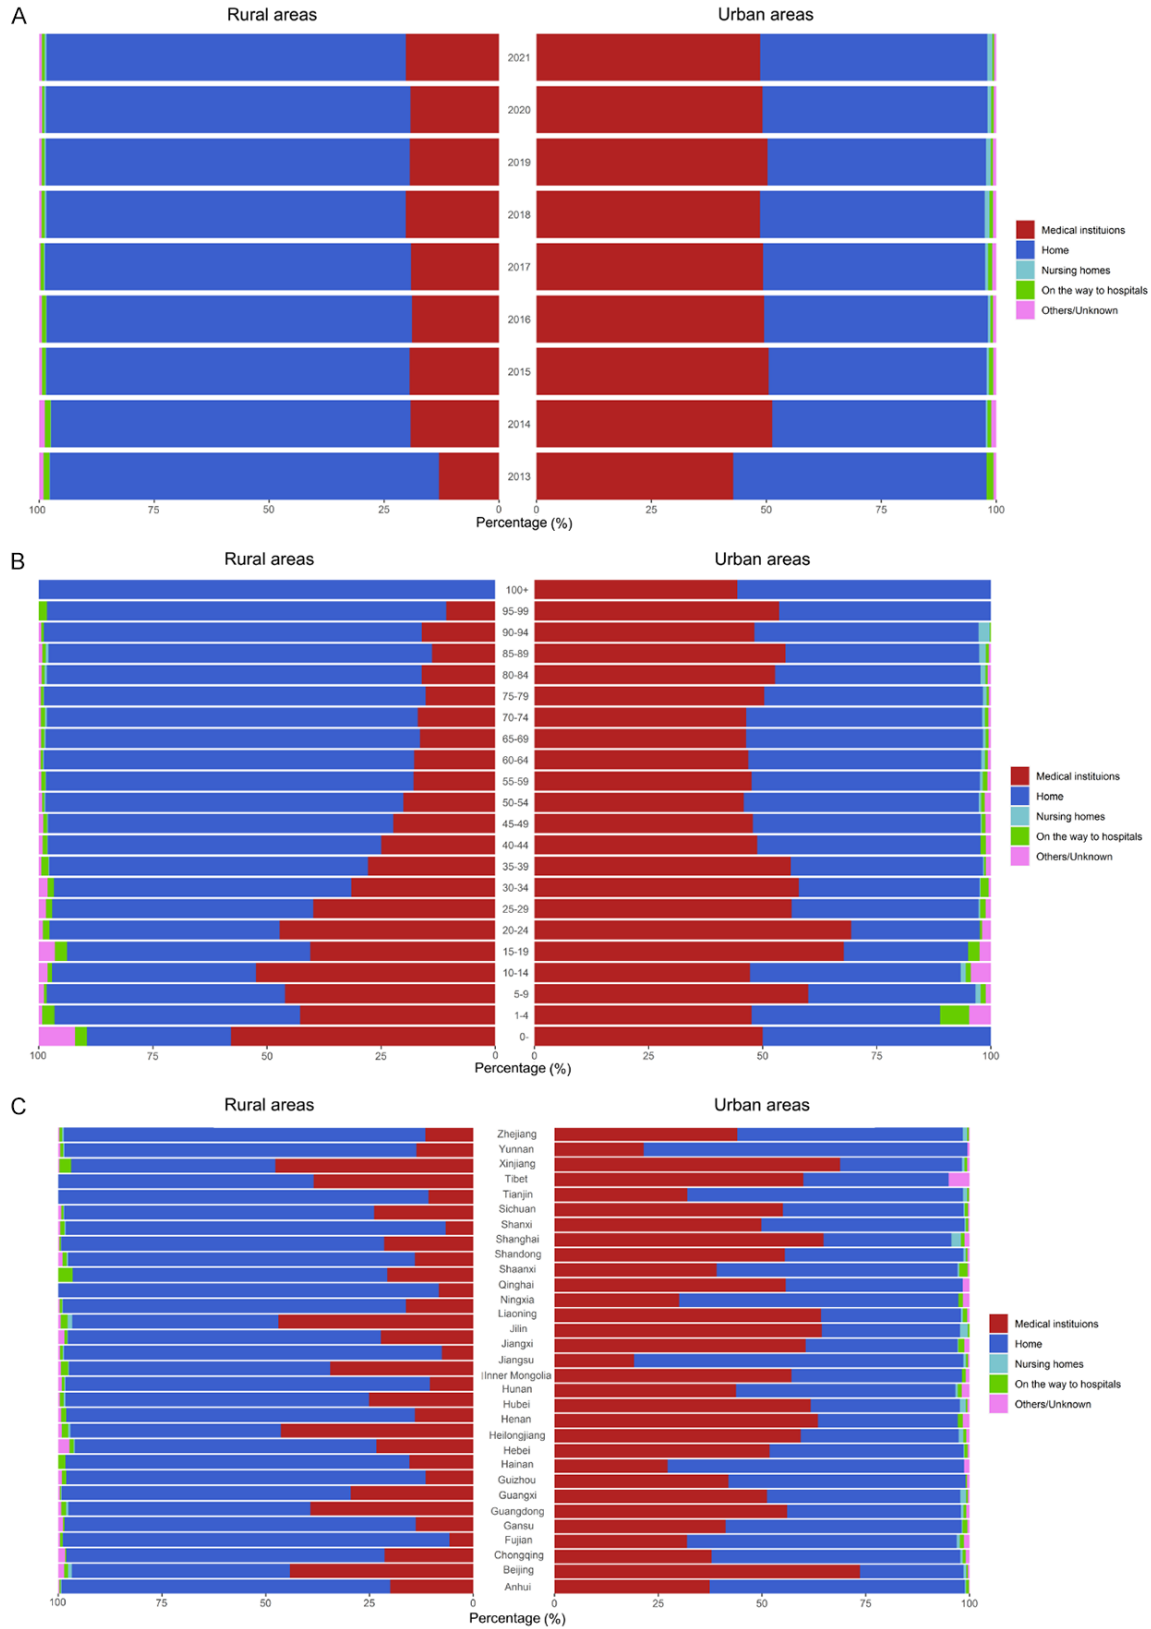 A
Rural areas
Urban areas
2021
2020
2019
2018
2017
2016
2015
2014
2013
100 75 50 25 0 0 25 50 75 100
Percentage (%)
Medical instituions
Home
Nursing homes
On the way to hospitals
Others/Unknown
B
Rural areas
Urban areas
100+
95-99
90-94
85-89
80-84
75-79
70-74
65-69
60-64
55-59
50-54
45-49
40-44
35-39
30-34
25-29
20-24
15-19
10-14
5-9
1-4
0-
100 75 50 25 0 0 25 50 75 100
Percentage (%)
Medical instituions
Home
Nursing homes
On the way to hospitals
Others/Unknown
C
Rural areas
Urban areas
Zhejiang
Yunnan
Xinjiang
Tibet
Tianjin
Sichuan
Shanxi
Shanghai
Shandong
Shaanxi
Qinghai
Ningxia
Liaoning
Jilin
Jiangxi
Jiangsu
Inner Mongolia
Hunan
Hubei
Henan
Heilongjiang
Hebei
Hainan
Guizhou
Guangxi
Guangdong
Gansu
Fujian
Chongqing
Beijing
Anhui
100 75 50 25 0 0 25 50 75 100
Percentage (%)
Medical instituions
Home
Nursing homes
On the way to hospitals
Others/Unknown